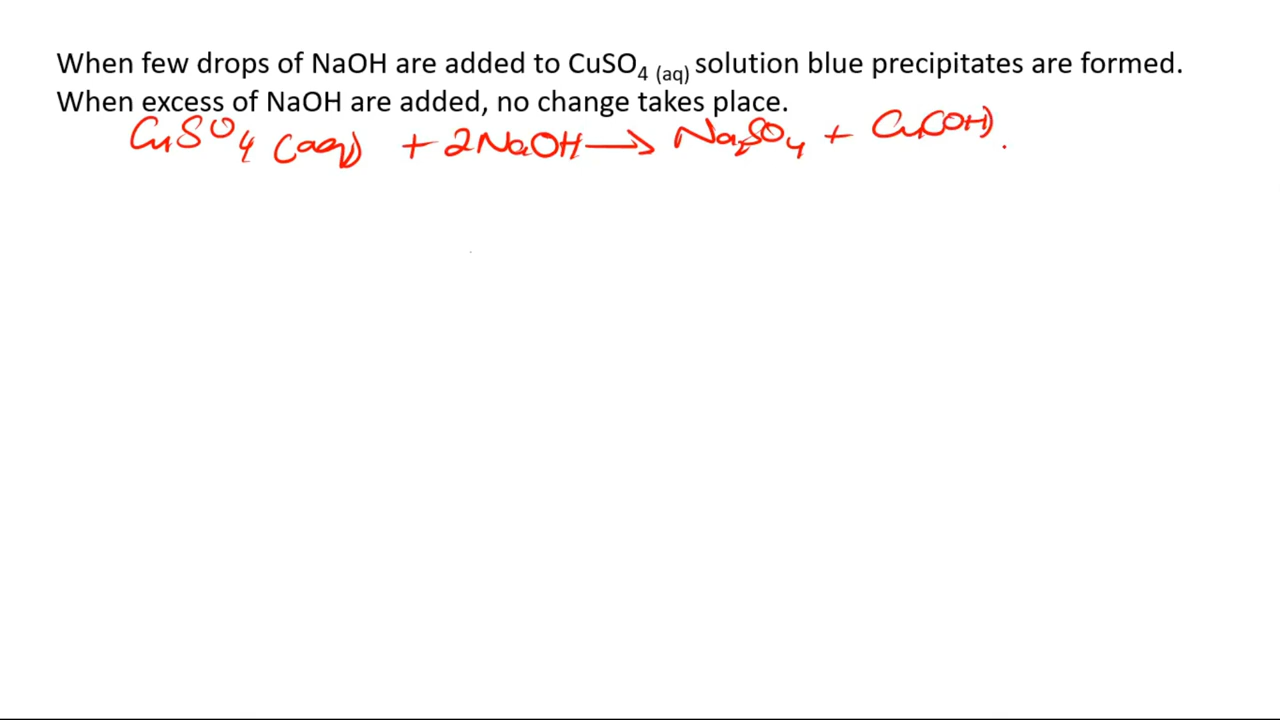 When few drops of NaOH are added to CuSO4 (aq) solution blue precipitates are formed.
When excess of NaOH are added, no change takes place.
CuSO4 (aq) + 2NaOH → Na2SO4 + Cu(OH)